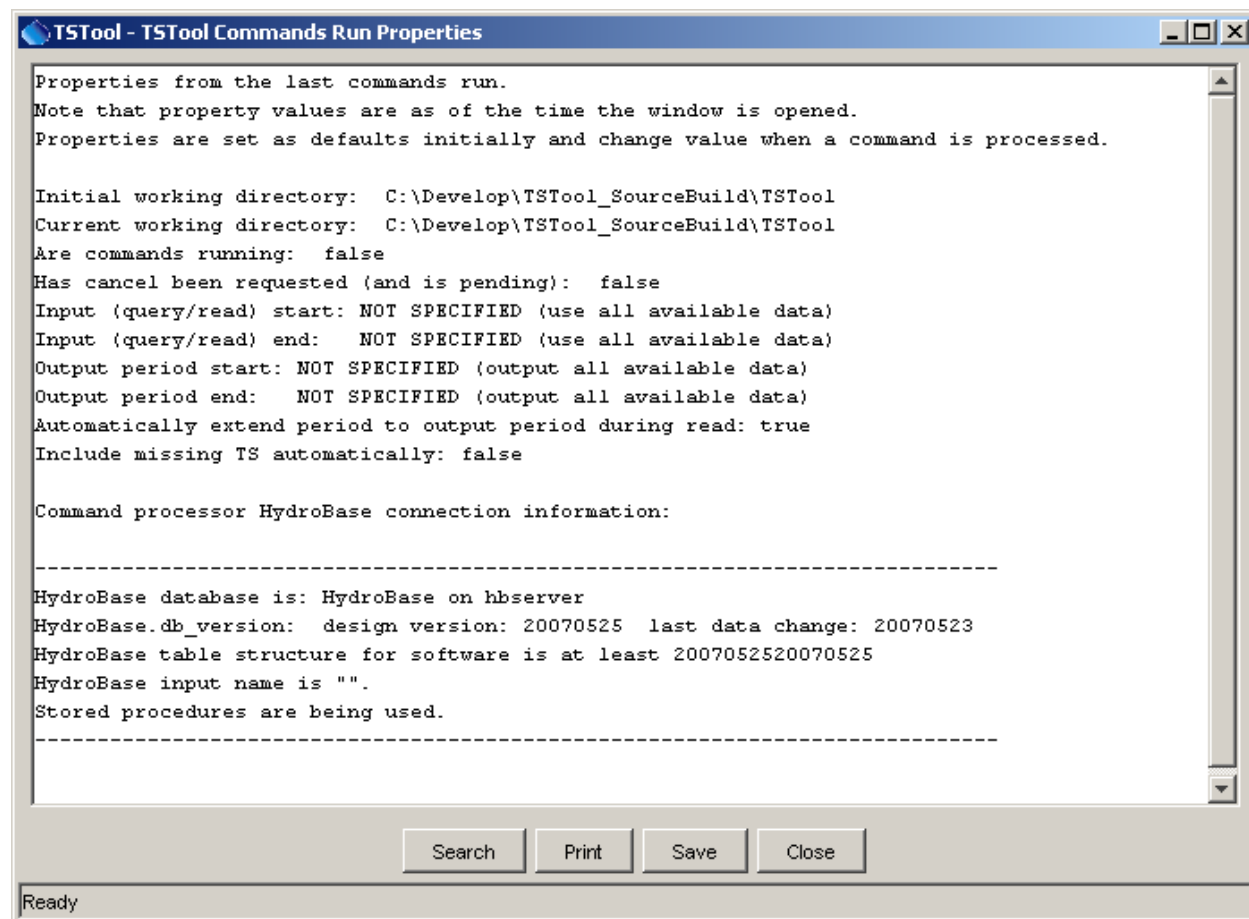 TSTool - TSTool Commands Run Properties
Properties from the last commands run.
Note that property values are as of the time the window is opened.
Properties are set as defaults initially and change value when a command is processed.
Initial working directory:  C:\Develop\TSTool_SourceBuild\TSTool
Current working directory:  C:\Develop\TSTool_SourceBuild\TSTool
Are commands running:  false
Has cancel been requested (and is pending):  false
Input (query/read) start: NOT SPECIFIED (use all available data)
Input (query/read) end:   NOT SPECIFIED (use all available data)
Output period start: NOT SPECIFIED (output all available data)
Output period end:   NOT SPECIFIED (output all available data)
Automatically extend period to output period during read: true
Include missing TS automatically: false
Command processor HydroBase connection information:
-----------------------------------------------------------------------------
HydroBase database is: HydroBase on hbserver
HydroBase.db_version:  design version: 20070525  last data change: 20070523
HydroBase table structure for software is at least 2007052520070525
HydroBase input name is "".
Stored procedures are being used.
-----------------------------------------------------------------------------
Search Print Save Close
Ready